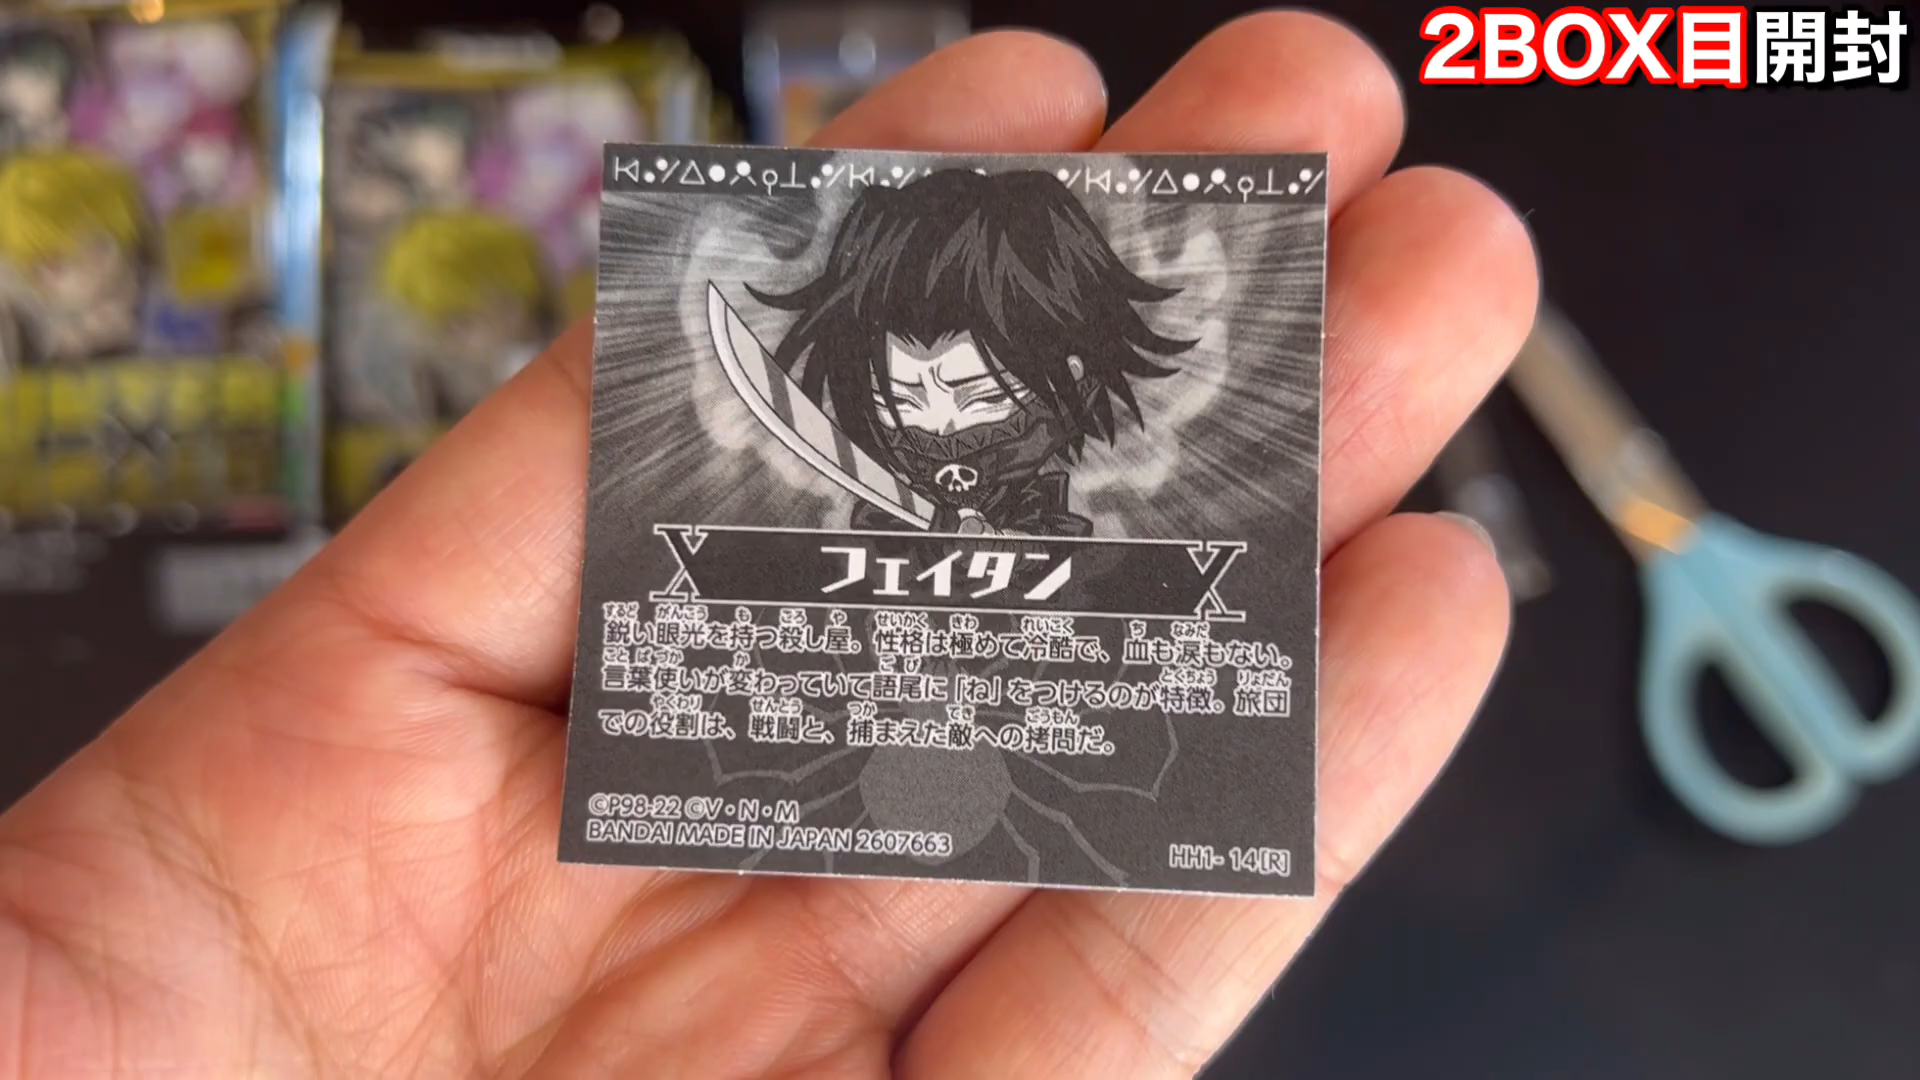 2BOX目開封
フェイタン
鋭い眼光を持つ殺し屋。性格は極めて冷酷で、血も涙もない。
言葉使いが変わっていて語尾に「ね」をつけるのが特徴。旅団
での役割は、戦闘と、捕まえた敵への拷問だ。
©P98-22 ©V・N・M
BANDAI MADE IN JAPAN 2607663
HH1- 14[R]